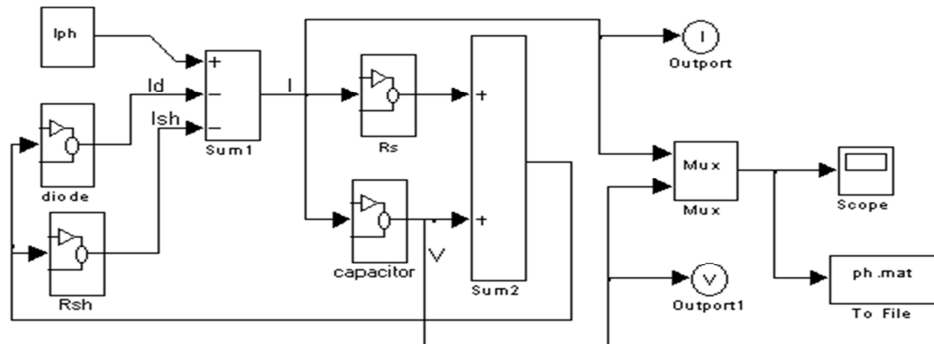 Iph
+
Id
−
Ish
−
Sum1
diode
Rsh
I
Rs
capacitor
V
+
+
Sum2
I
Outport
Mux
Mux
Scope
V
Outport1
ph.mat
To File